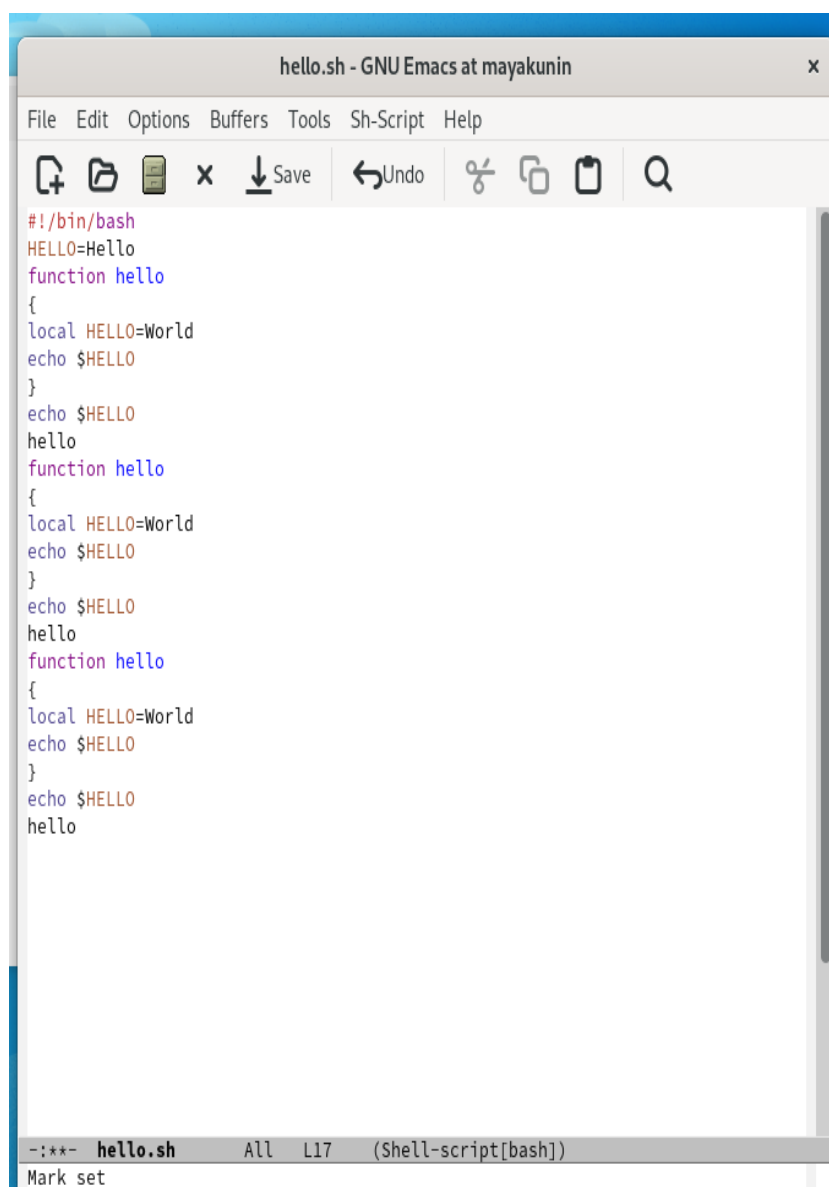 hello.sh - GNU Emacs at mayakunin ×
File Edit Options Buffers Tools Sh-Script Help
Save Undo
#!/bin/bash
HELLO=Hello
function hello
{
local HELLO=World
echo $HELLO
}
echo $HELLO
hello
function hello
{
local HELLO=World
echo $HELLO
}
echo $HELLO
hello
function hello
{
local HELLO=World
echo $HELLO
}
echo $HELLO
hello
-:**- hello.sh All L17 (Shell-script[bash])
Mark set